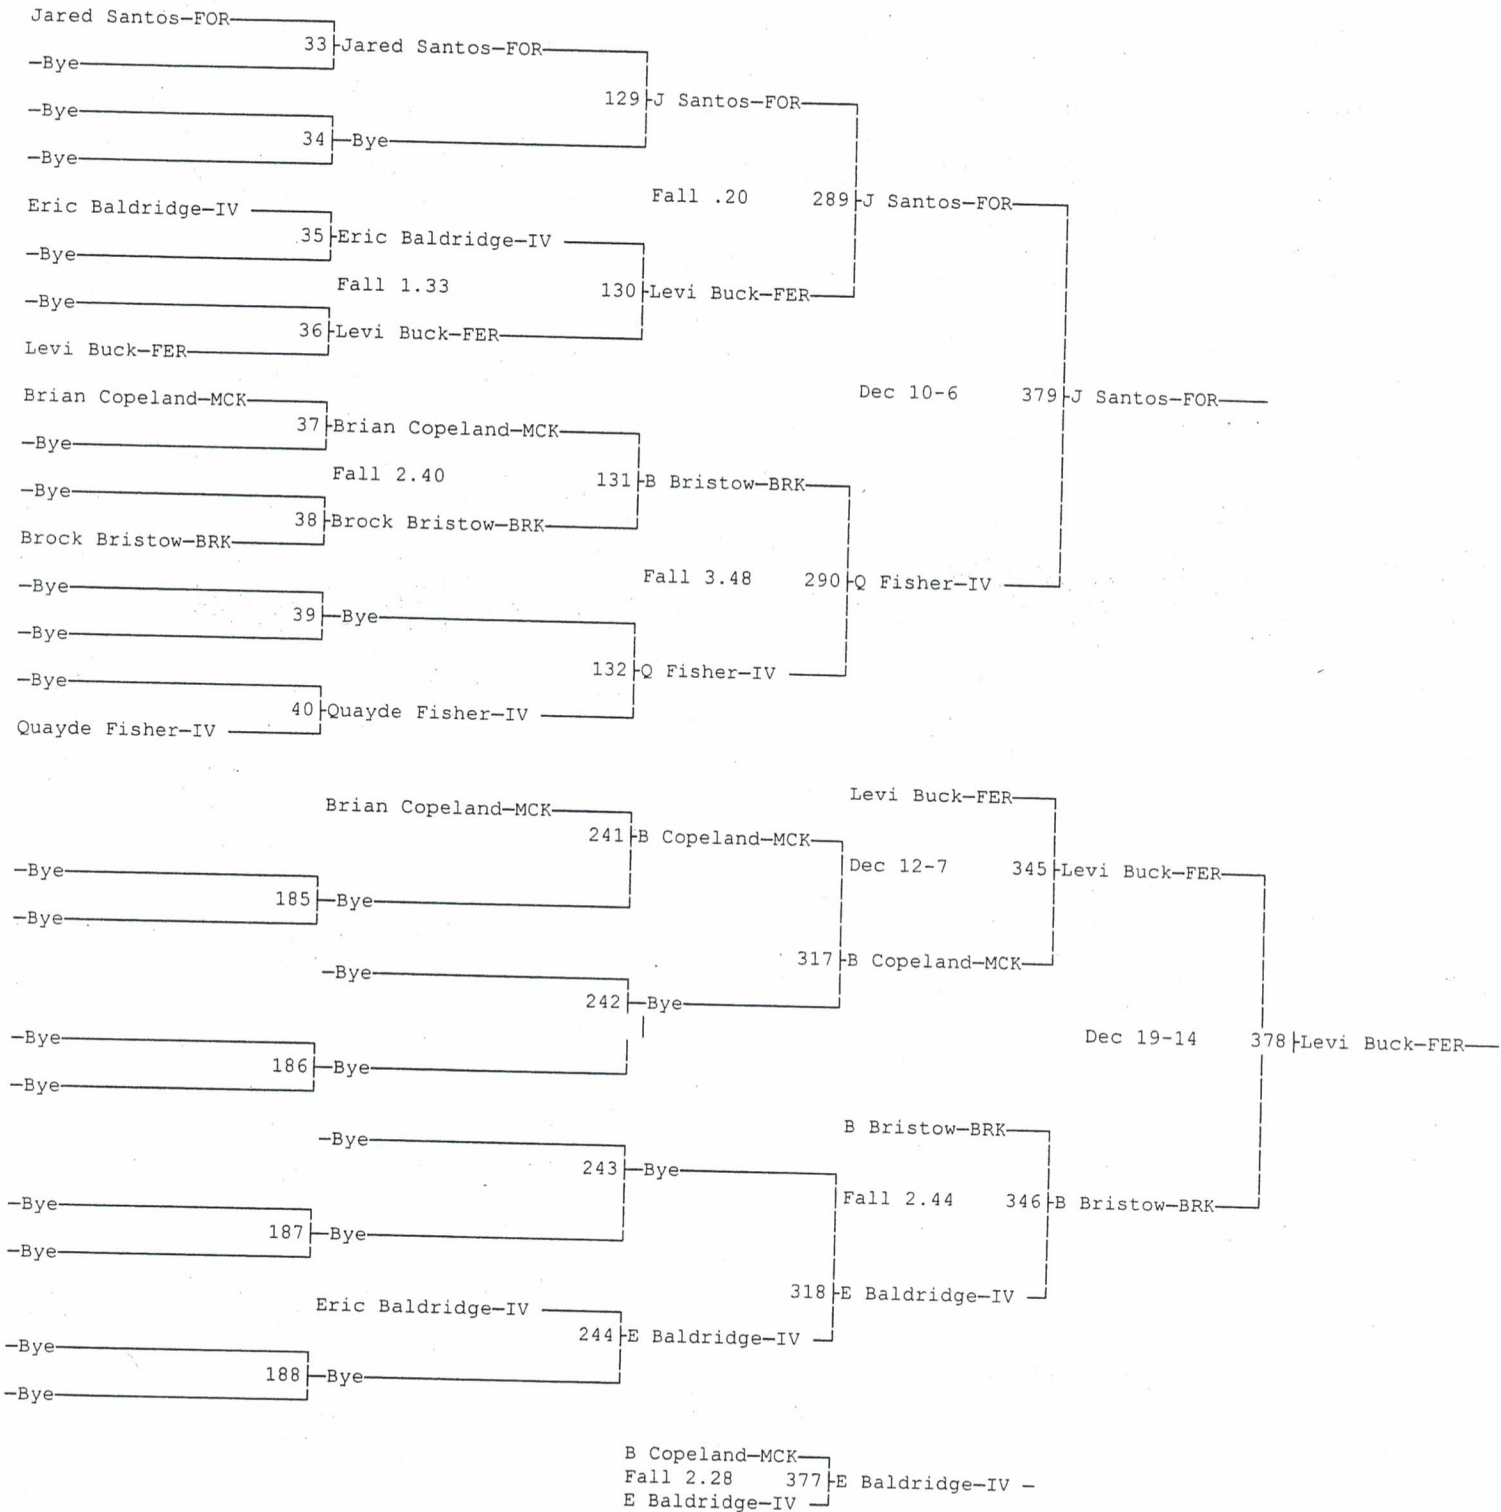 Jared Santos-FOR
33 Jared Santos-FOR
-Bye
129 J Santos-FOR
-Bye
34 -Bye
-Bye
Fall .20 289 J Santos-FOR
Eric Baldridge-IV
35 Eric Baldridge-IV
-Bye
Fall 1.33 130 Levi Buck-FER
-Bye
36 Levi Buck-FER
Levi Buck-FER
Dec 10-6 379 J Santos-FOR
Brian Copeland-MCK
37 Brian Copeland-MCK
-Bye
Fall 2.40 131 B Bristow-BRK
-Bye
38 Brock Bristow-BRK
Brock Bristow-BRK
Fall 3.48 290 Q Fisher-IV
-Bye
39 -Bye
-Bye
132 Q Fisher-IV
-Bye
40 Quayde Fisher-IV
Quayde Fisher-IV
Levi Buck-FER
Brian Copeland-MCK
241 B Copeland-MCK
Dec 12-7 345 Levi Buck-FER
-Bye
185 -Bye
-Bye
317 B Copeland-MCK
-Bye
242 -Bye
-Bye
186 -Bye
-Bye
Dec 19-14 378 Levi Buck-FER
B Bristow-BRK
-Bye
243 -Bye
Fall 2.44 346 B Bristow-BRK
-Bye
187 -Bye
-Bye
318 E Baldridge-IV
Eric Baldridge-IV
244 E Baldridge-IV
-Bye
188 -Bye
-Bye
B Copeland-MCK
Fall 2.28 377 E Baldridge-IV -
E Baldridge-IV